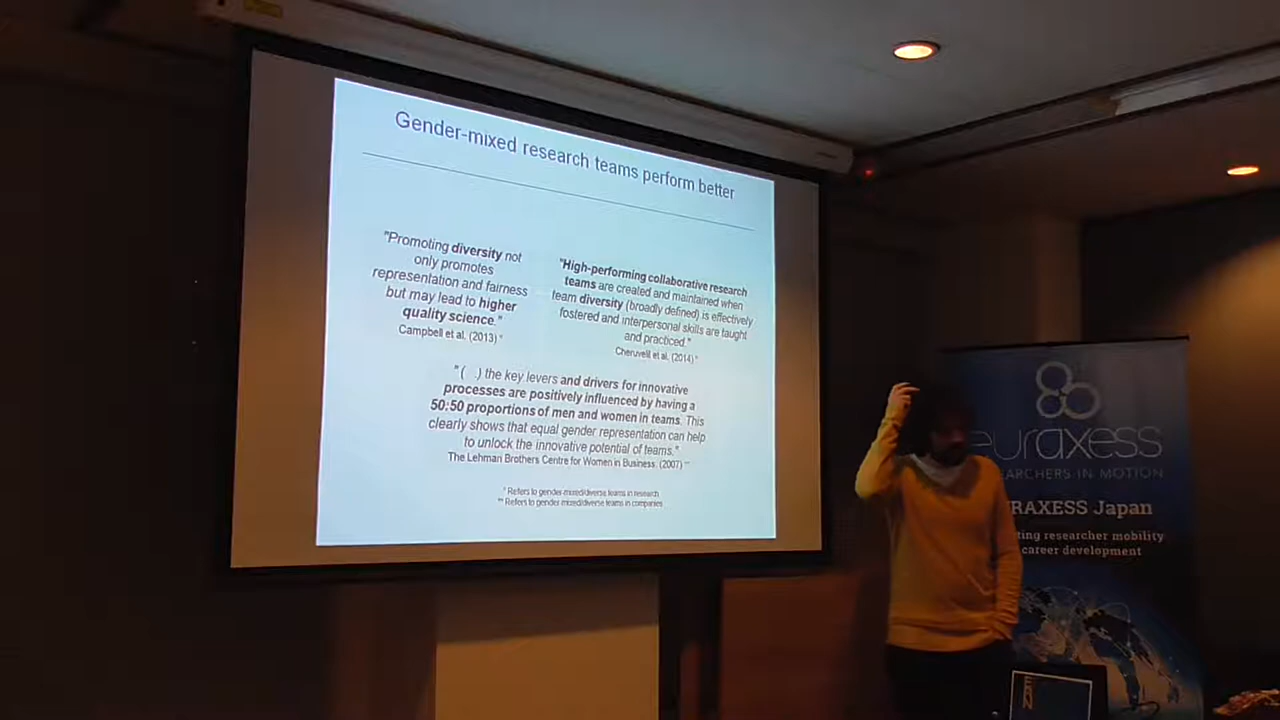 Gender-mixed research teams perform better
"Promoting diversity not
only promotes
representation and fairness
but may lead to higher
quality science."
Campbell et al. (2013) *
"High-performing collaborative research
teams are created and maintained when
team diversity (broadly defined) is effectively
fostered and interpersonal skills are taught
and practiced."
Cheruvelil et al. (2014) *
"( ) the key levers and drivers for innovative
processes are positively influenced by having a
50:50 proportions of men and women in teams. This
clearly shows that equal gender representation can help
to unlock the innovative potential of teams."
The Lehman Brothers Centre for Women in Business. (2007) **
* Refers to gender-mixed/diverse teams in research
** Refers to gender mixed/diverse teams in companies
euraxess
EARCHERS IN MOTION
RAXESS Japan
ting researcher mobility
career development